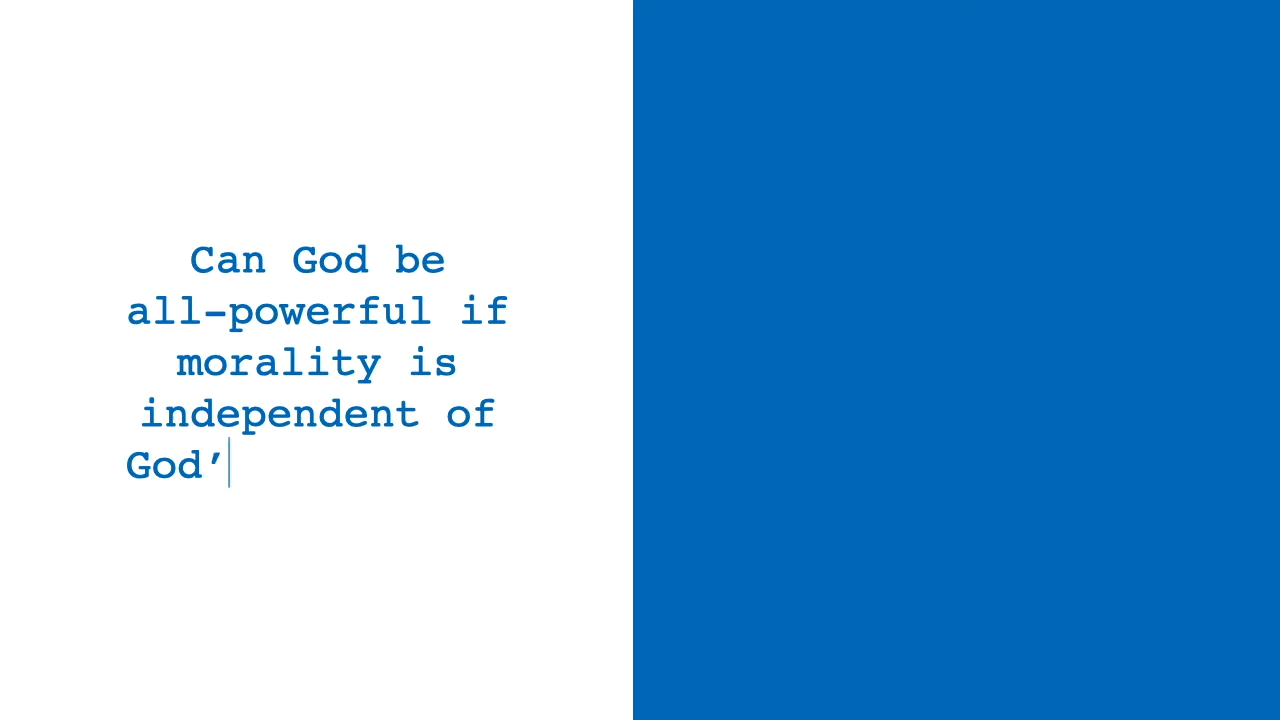 Can God be
all-powerful if
morality is
independent of
God’